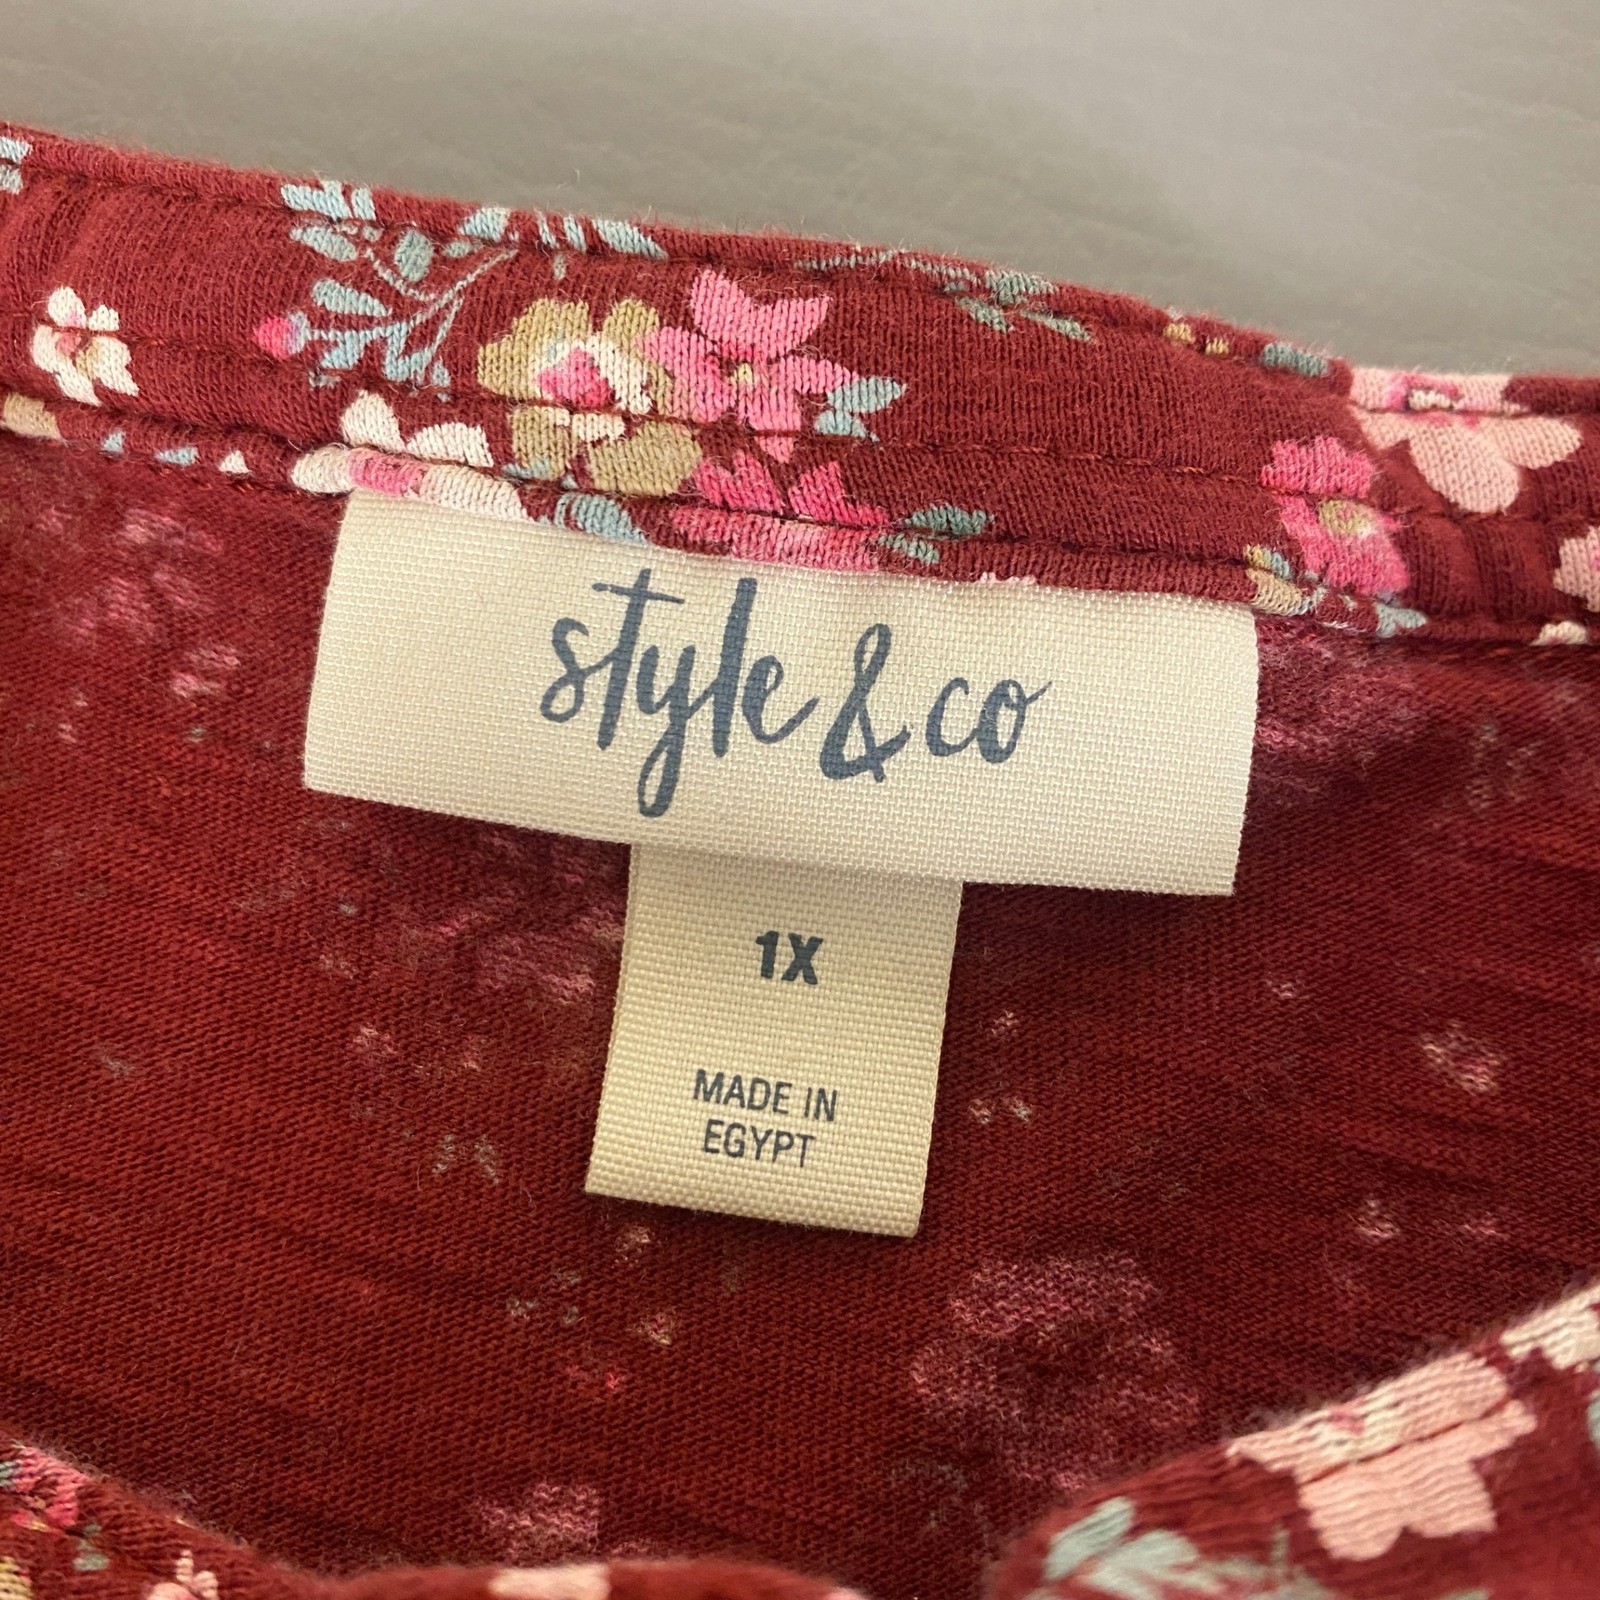 style & co
1X
MADE IN
EGYPT